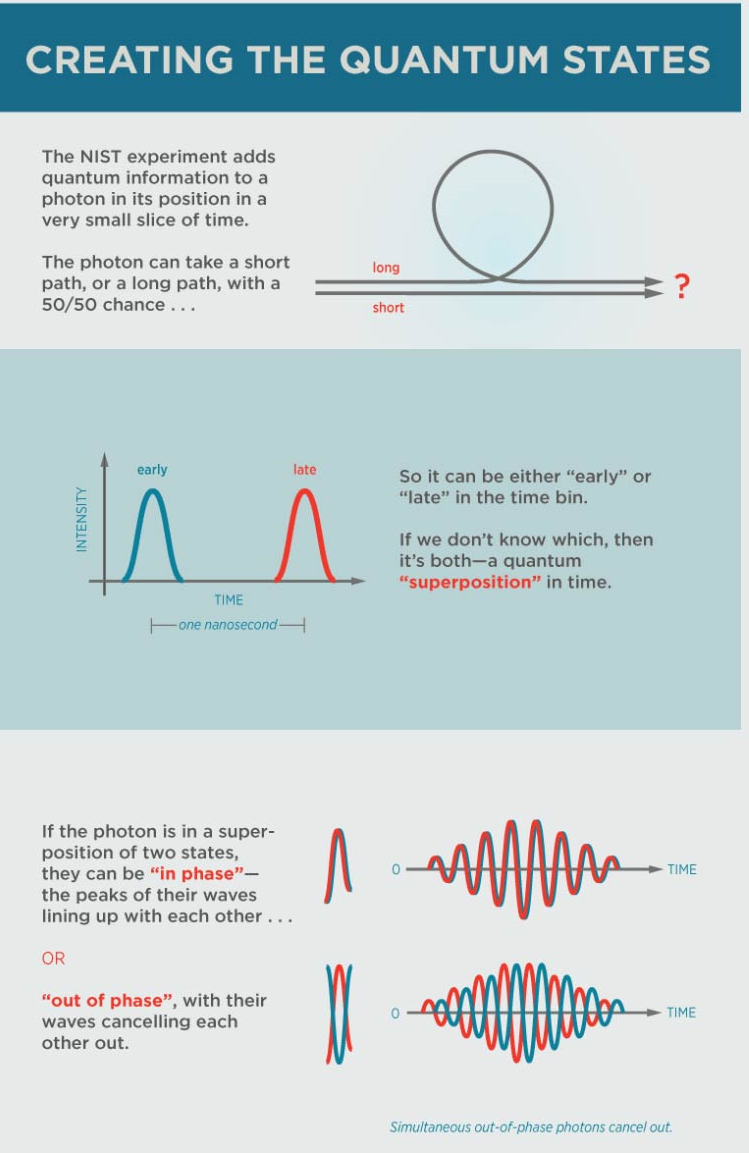 CREATING THE QUANTUM STATES
The NIST experiment adds
quantum information to a
photon in its position in a
very small slice of time.
The photon can take a short
path, or a long path, with a
50/50 chance . . .
long
short
?
early
late
INTENSITY
TIME
one nanosecond
So it can be either “early” or
“late” in the time bin.
If we don’t know which, then
it’s both—a quantum
“superposition” in time.
If the photon is in a super-
position of two states,
they can be “in phase”—
the peaks of their waves
lining up with each other . . .
0
TIME
OR
“out of phase”, with their
waves cancelling each
other out.
0
TIME
Simultaneous out-of-phase photons cancel out.